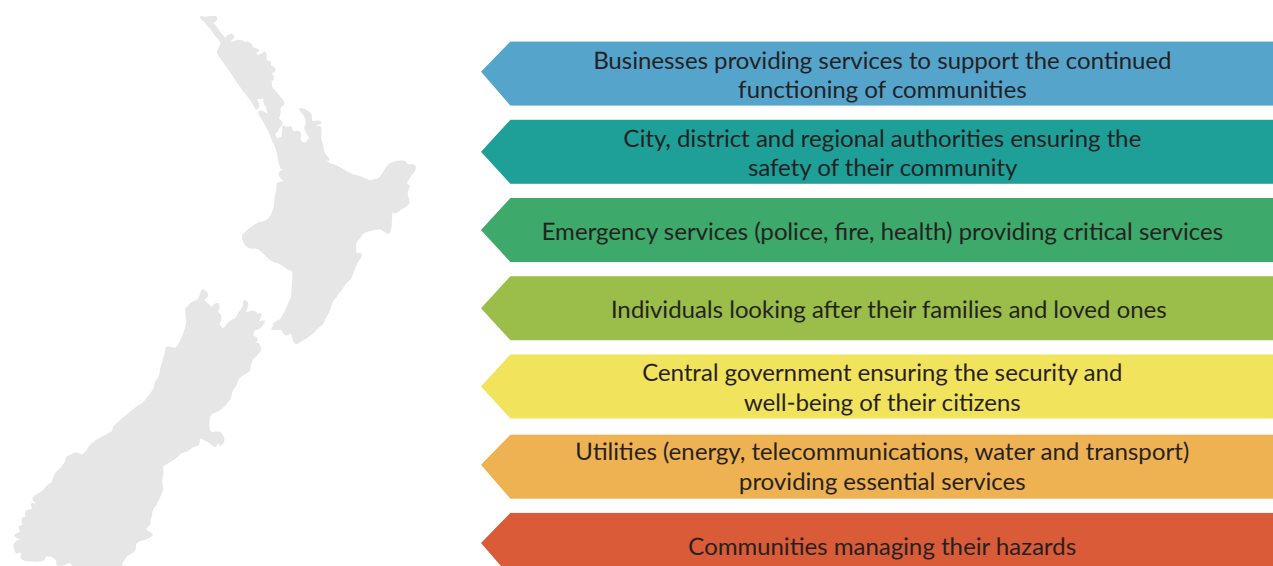 Businesses providing services to support the continued
functioning of communities
City, district and regional authorities ensuring the
safety of their community
Emergency services (police, fire, health) providing critical services
Individuals looking after their families and loved ones
Central government ensuring the security and
well-being of their citizens
Utilities (energy, telecommunications, water and transport)
providing essential services
Communities managing their hazards